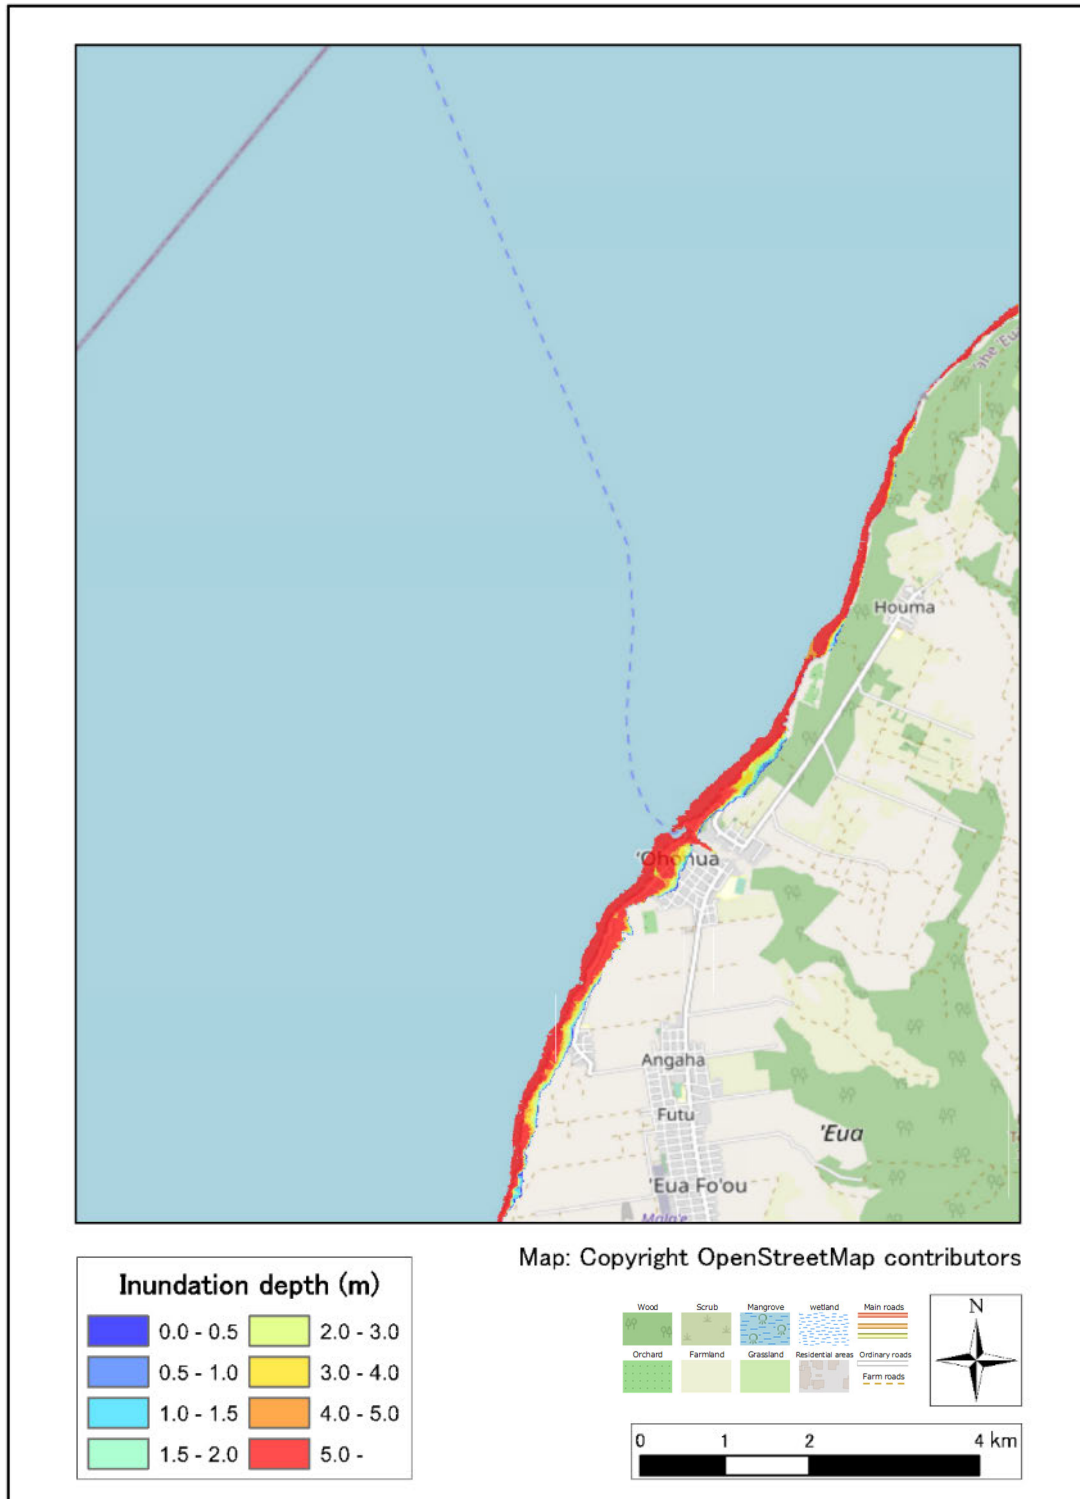 'ahe 'Eu
Houma
'Ohonua
Angaha
Futu
'Eua
'Eua Fo'ou
Mala'e
Map: Copyright OpenStreetMap contributors
Inundation depth (m)
0.0 - 0.5 2.0 - 3.0
0.5 - 1.0 3.0 - 4.0
1.0 - 1.5 4.0 - 5.0
1.5 - 2.0 5.0 -
Wood Scrub Mangrove wetland Main roads
Orchard Farmland Grassland Residential areas Ordinary roads
Farm roads
N
0 1 2 4 km